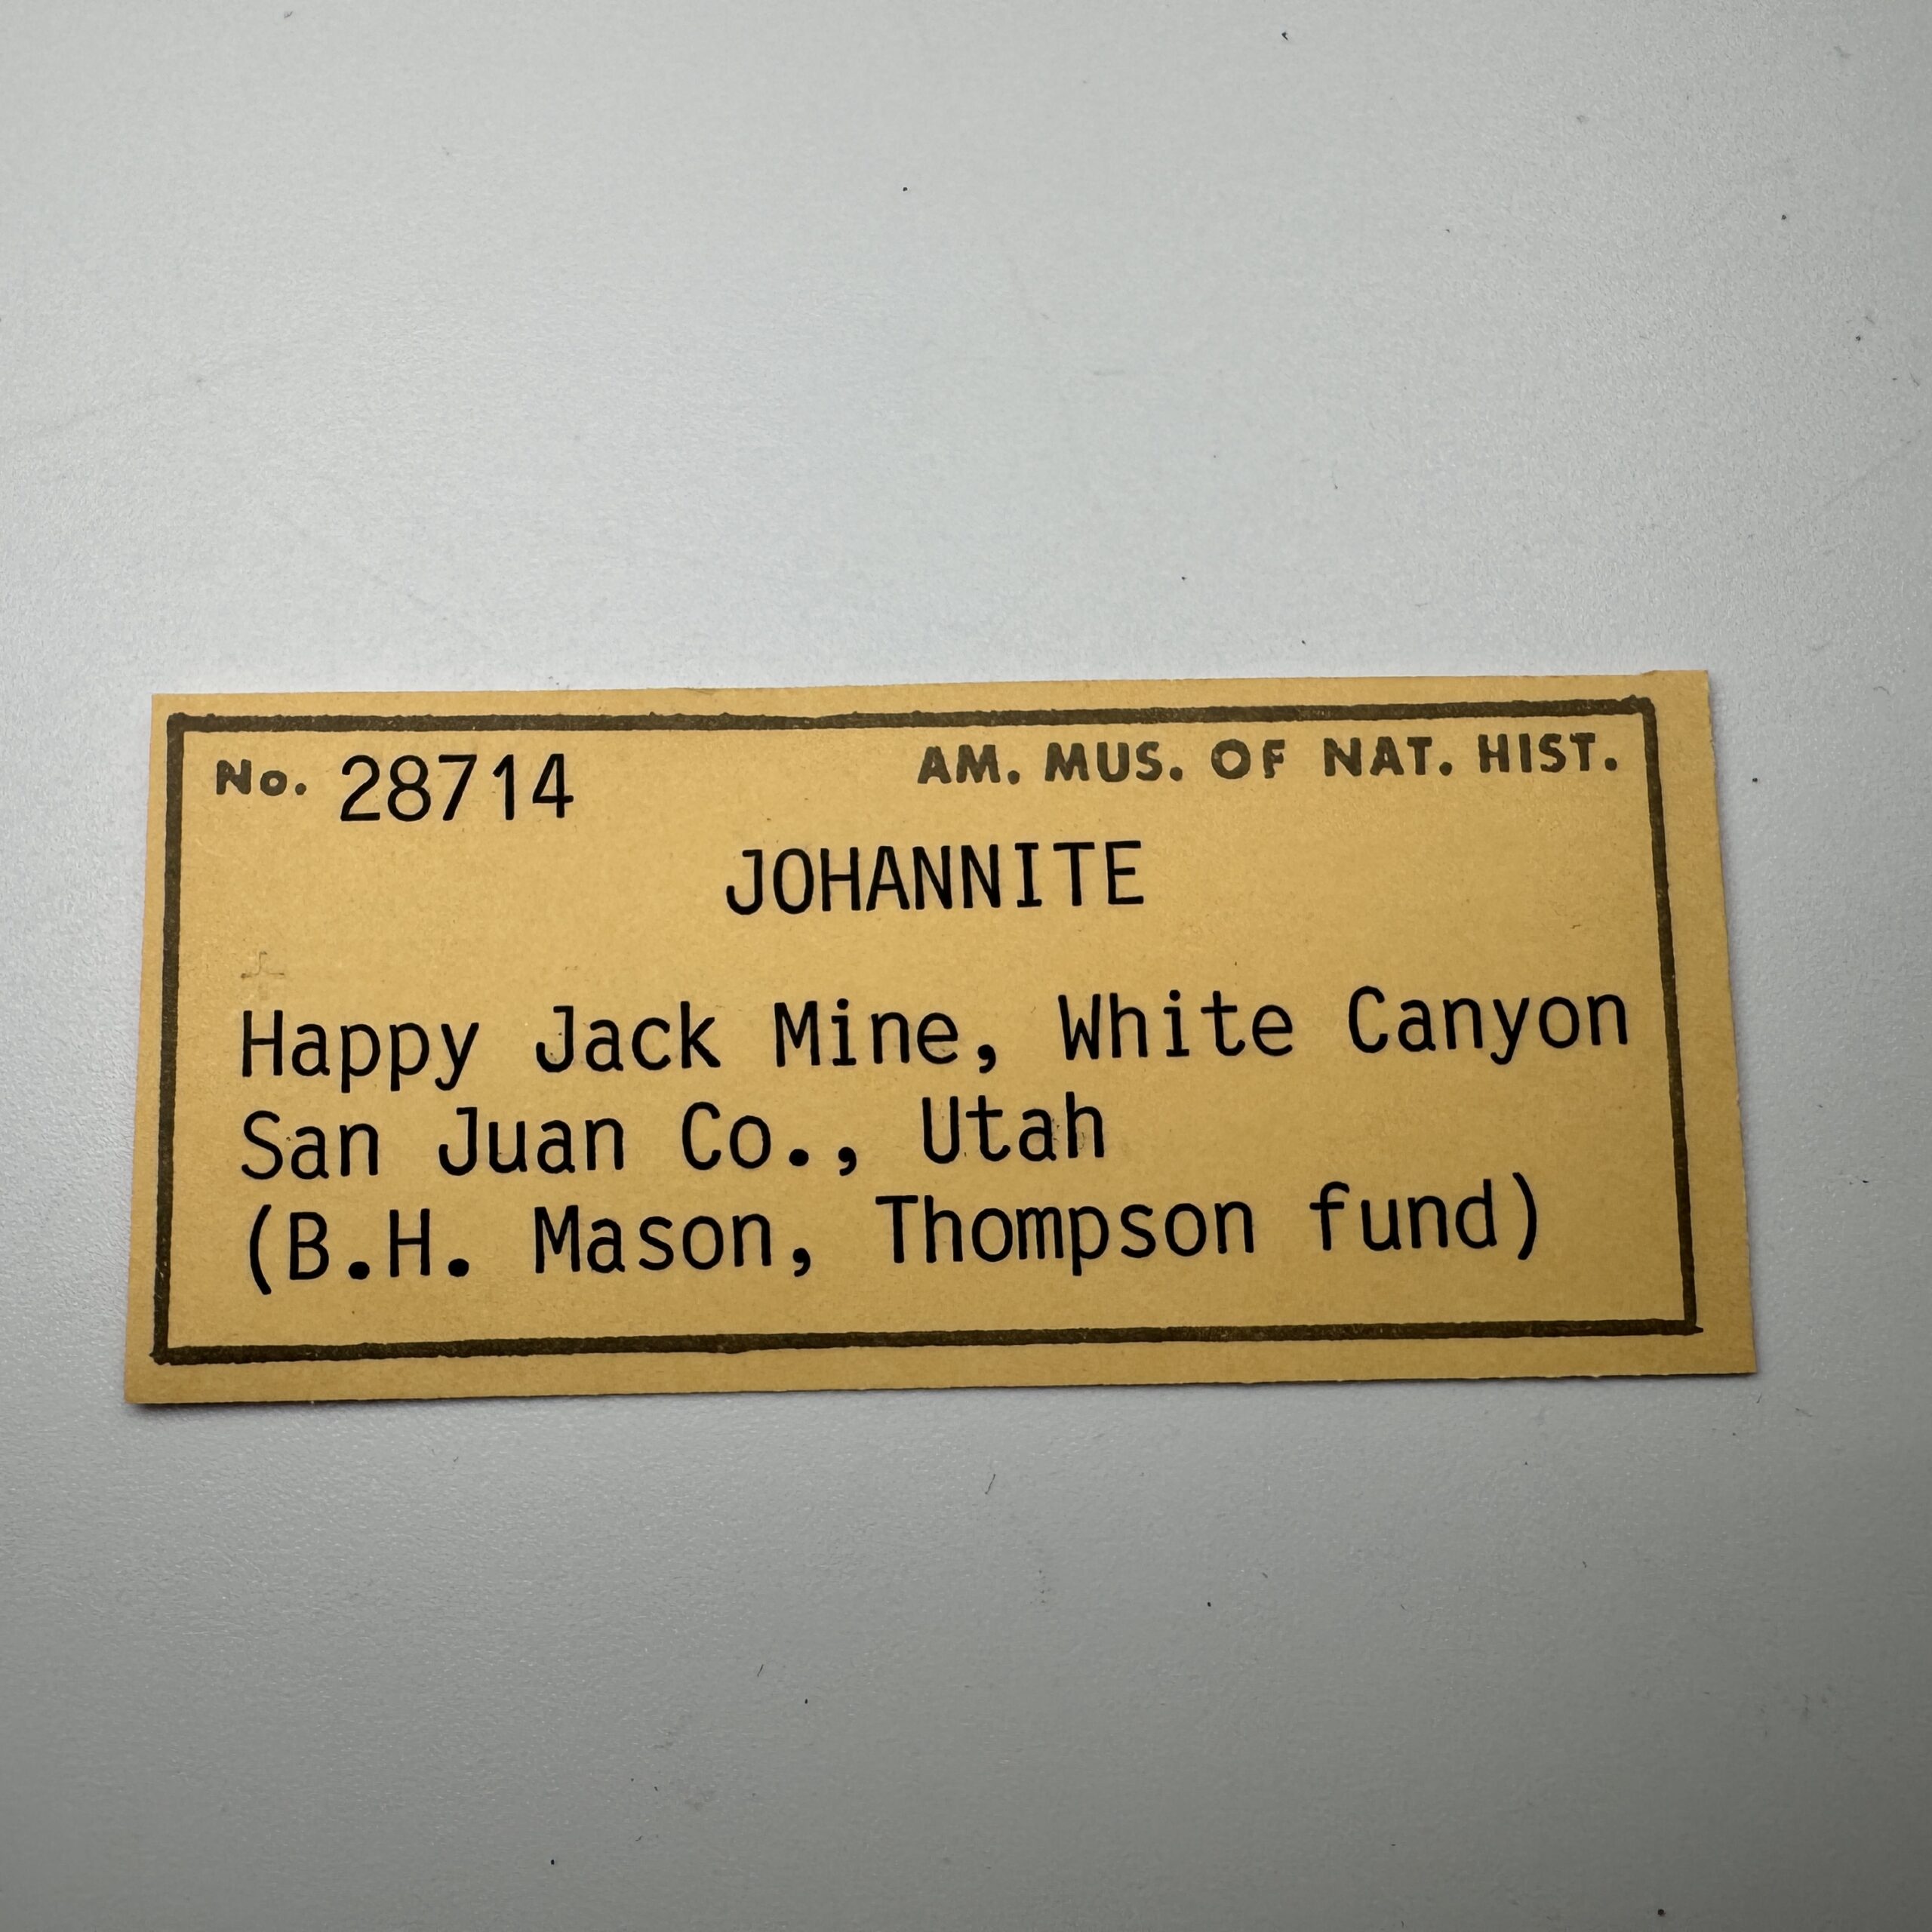 No. 28714 AM. MUS. OF NAT. HIST.
JOHANNITE
Happy Jack Mine, White Canyon
San Juan Co., Utah
(B.H. Mason, Thompson fund)